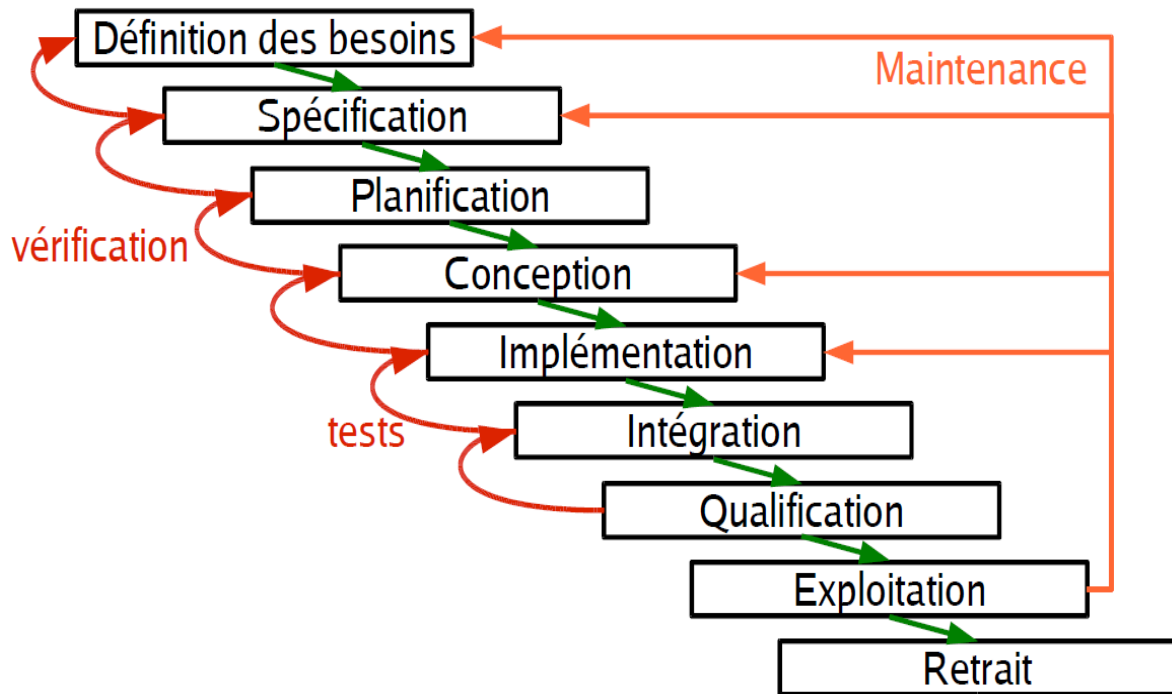 Définition des besoins
Maintenance
Spécification
Planification
vérification
Conception
Implémentation
tests
Intégration
Qualification
Exploitation
Retrait